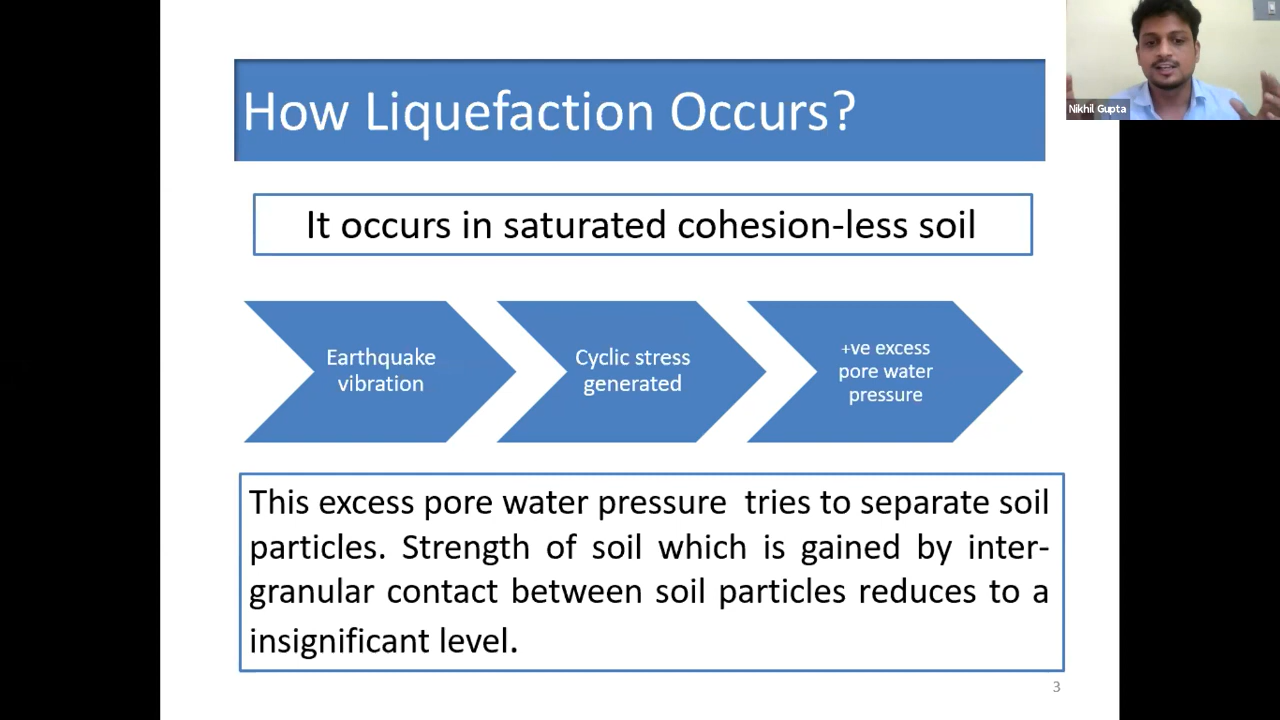 How Liquefaction Occurs?
Nikhil Gupta
It occurs in saturated cohesion-less soil
Earthquake
vibration
Cyclic stress
generated
+ve excess
pore water
pressure
This excess pore water pressure tries to separate soil
particles. Strength of soil which is gained by inter-
granular contact between soil particles reduces to a
insignificant level.
3